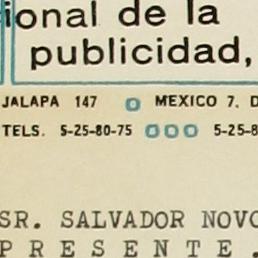 ional de la
publicidad,
JALAPA 147 MEXICO 7, D
TELS. 5-25-80-75 5-25-8
SR. SALVADOR NOVO
P R E S E N T E .